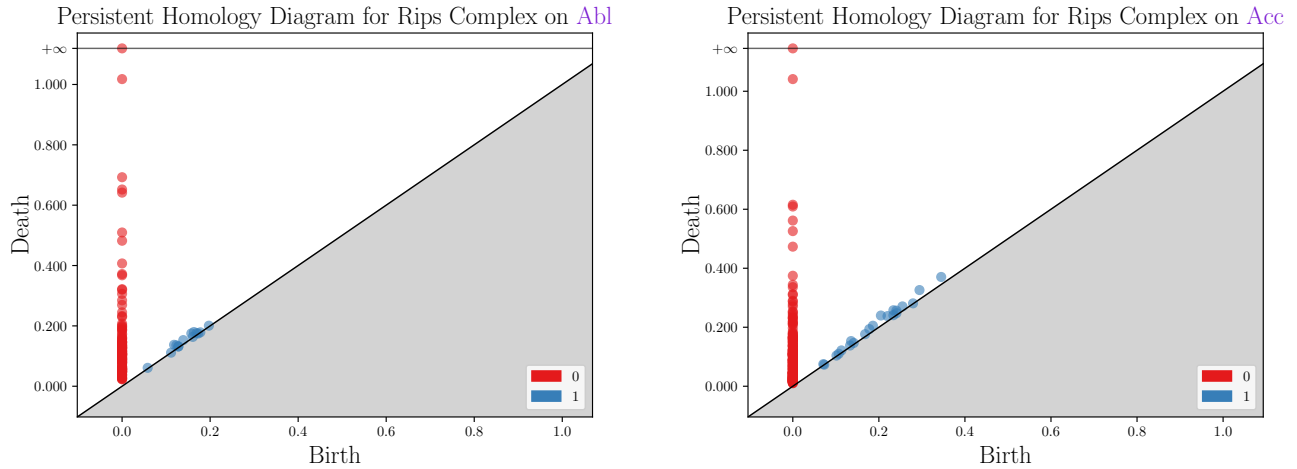 Persistent Homology Diagram for Rips Complex on Abl
+∞
1.000
0.800
0.600
0.400
0.200
0.000
Death
0.0 0.2 0.4 0.6 0.8 1.0
Birth
0
1
Persistent Homology Diagram for Rips Complex on Acc
+∞
1.000
0.800
0.600
0.400
0.200
0.000
Death
0.0 0.2 0.4 0.6 0.8 1.0
Birth
0
1